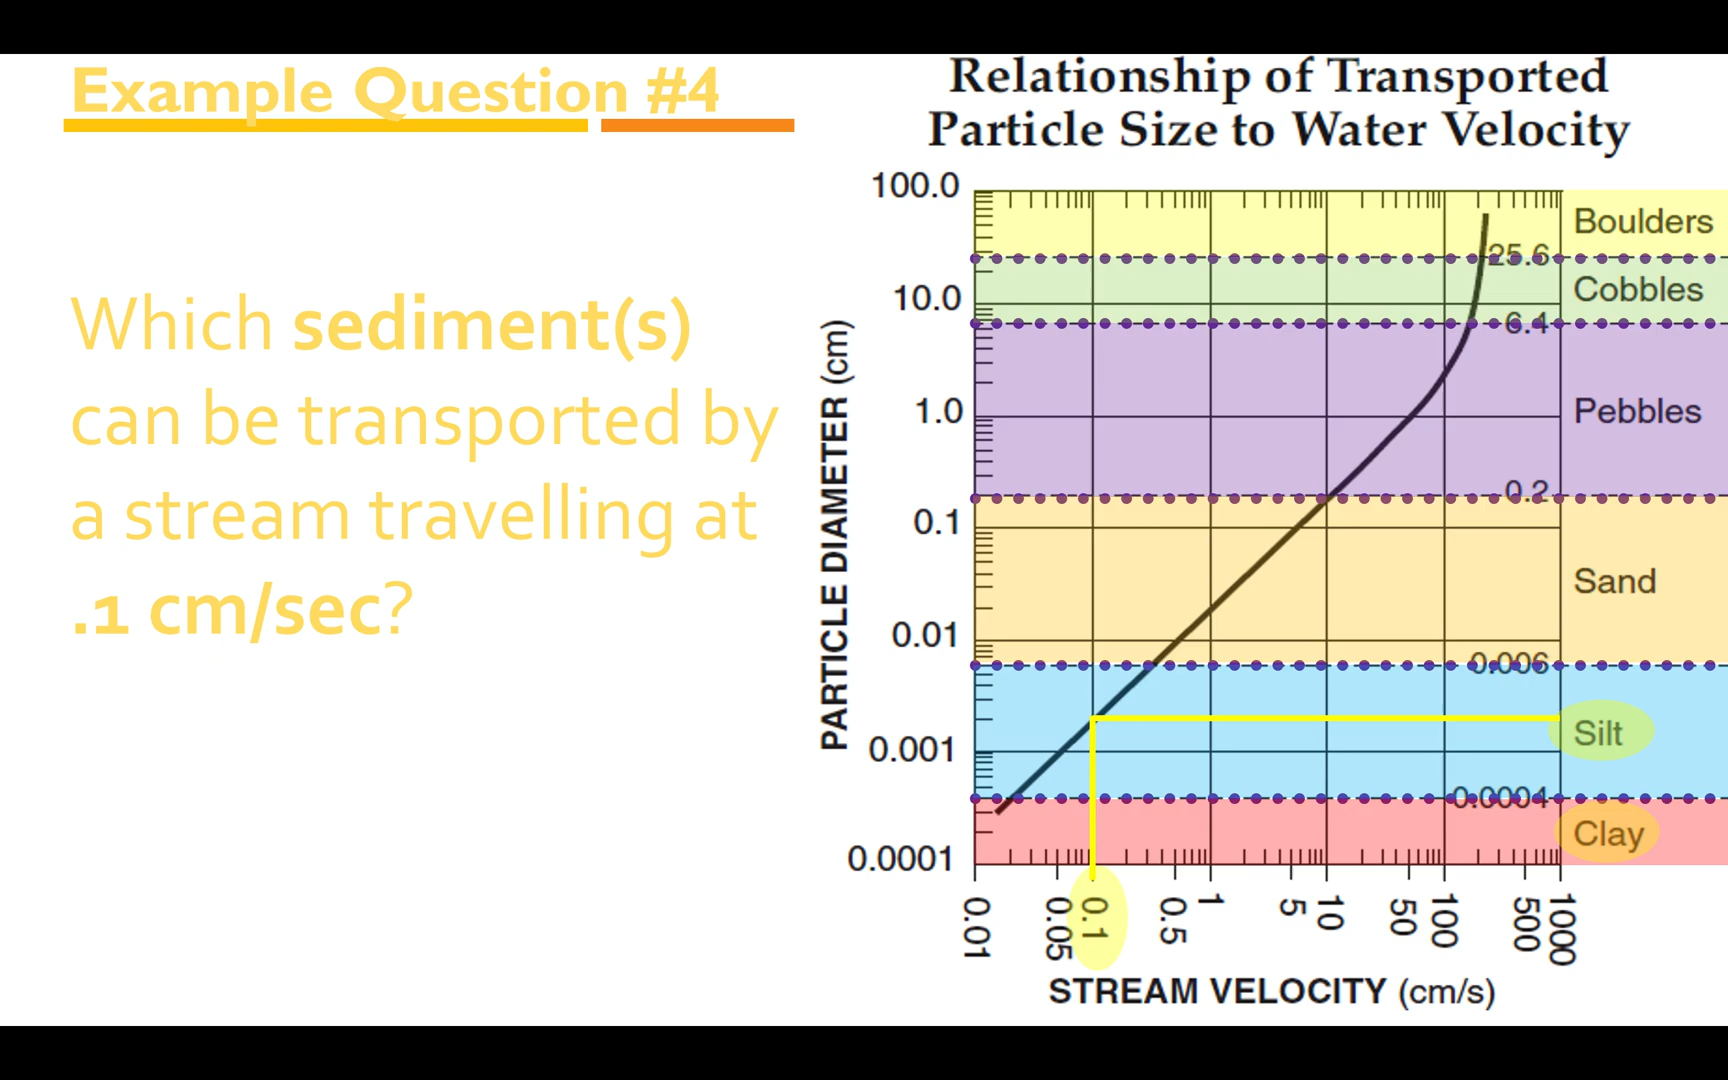 Example Question #4
Which sediment(s)
can be transported by
a stream travelling at
.1 cm/sec?
Relationship of Transported
Particle Size to Water Velocity
PARTICLE DIAMETER (cm)
100.0
10.0
1.0
0.1
0.01
0.001
0.0001
Boulders
25.6
Cobbles
6.4
Pebbles
0.2
Sand
0.006
Silt
0.0004
Clay
0.01
0.05
0.1
0.5
1
5
10
50
100
500
1000
STREAM VELOCITY (cm/s)